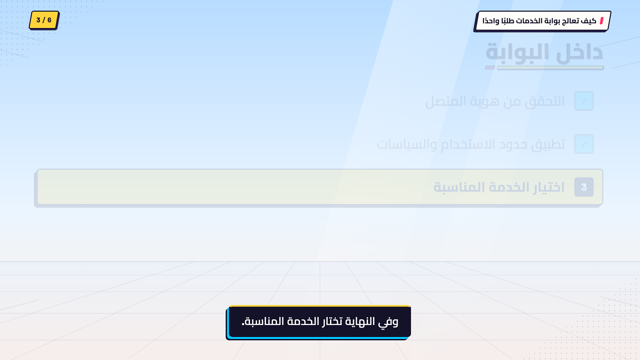 كيف تعالج بوابة الخدمات طلبًا واحدًا
3 / 6
داخل البوابة
التحقق من هوية المتصل
تطبيق حدود الاستخدام والسياسات
3 اختيار الخدمة المناسبة
وفي النهاية تختار الخدمة المناسبة.